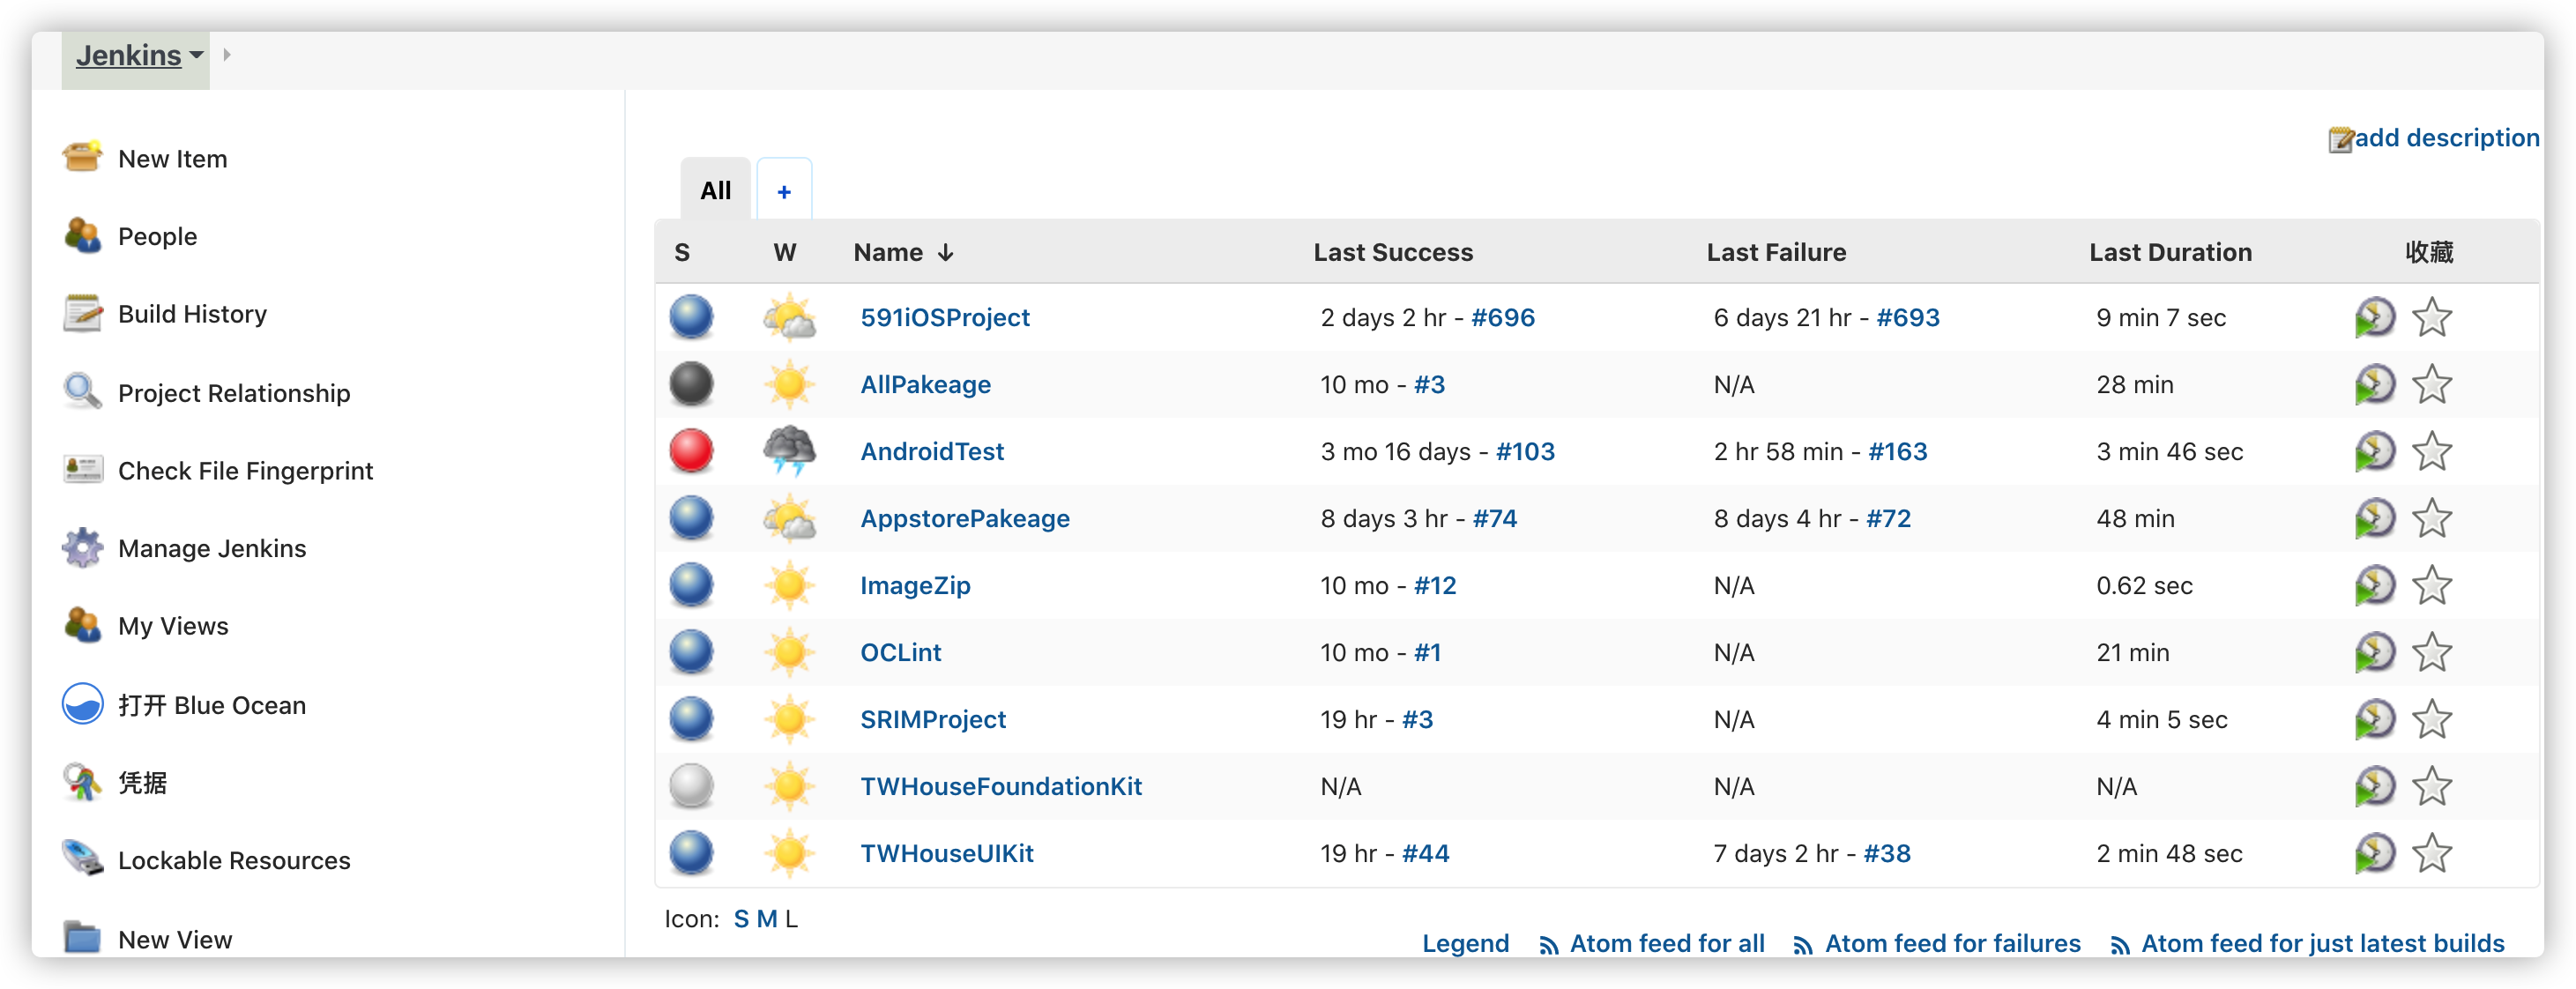 Jenkins
New Item
People
Build History
Project Relationship
Check File Fingerprint
Manage Jenkins
My Views
打开 Blue Ocean
凭据
Lockable Resources
New View
add description
All +
S W Name ↓ Last Success Last Failure Last Duration 收藏
591iOSProject 2 days 2 hr - #696 6 days 21 hr - #693 9 min 7 sec
AllPakeage 10 mo - #3 N/A 28 min
AndroidTest 3 mo 16 days - #103 2 hr 58 min - #163 3 min 46 sec
AppstorePakeage 8 days 3 hr - #74 8 days 4 hr - #72 48 min
ImageZip 10 mo - #12 N/A 0.62 sec
OCLint 10 mo - #1 N/A 21 min
SRIMProject 19 hr - #3 N/A 4 min 5 sec
TWHouseFoundationKit N/A N/A N/A
TWHouseUIKit 19 hr - #44 7 days 2 hr - #38 2 min 48 sec
Icon: S M L
Legend Atom feed for all Atom feed for failures Atom feed for just latest builds